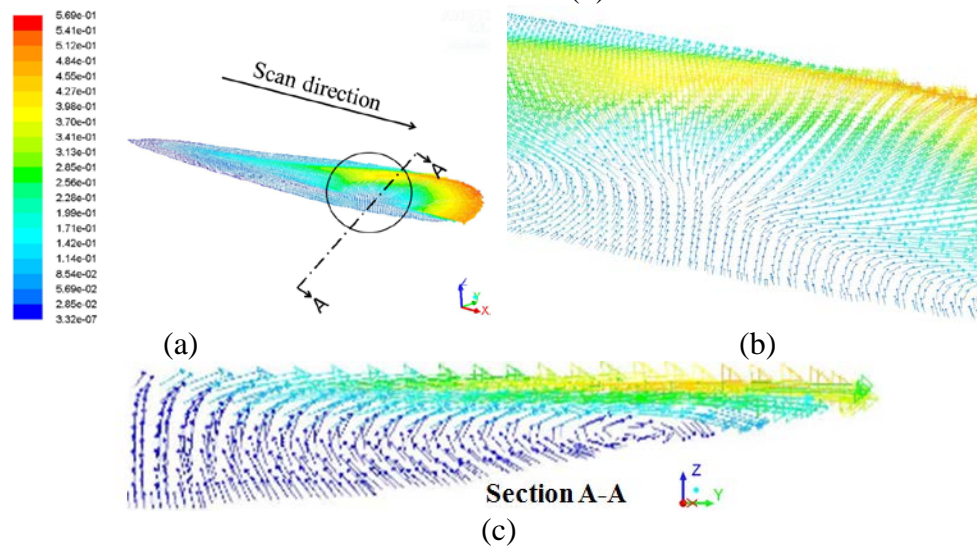 5.69e-01
5.41e-01
5.12e-01
4.84e-01
4.55e-01
4.27e-01
3.98e-01
3.70e-01
3.41e-01
3.13e-01
2.85e-01
2.56e-01
2.28e-01
1.99e-01
1.71e-01
1.42e-01
1.14e-01
8.54e-02
5.69e-02
2.85e-02
3.32e-07
Scan direction
A
A
Z
Y
X
(a)
(b)
Section A-A
Z
X
Y
(c)